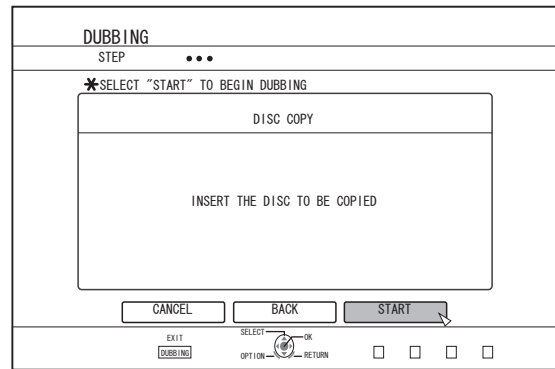 DUBBING
STEP •••
*SELECT "START" TO BEGIN DUBBING
DISC COPY
INSERT THE DISC TO BE COPIED
CANCEL BACK START
EXIT SELECT OK
DUBBING OPTION RETURN